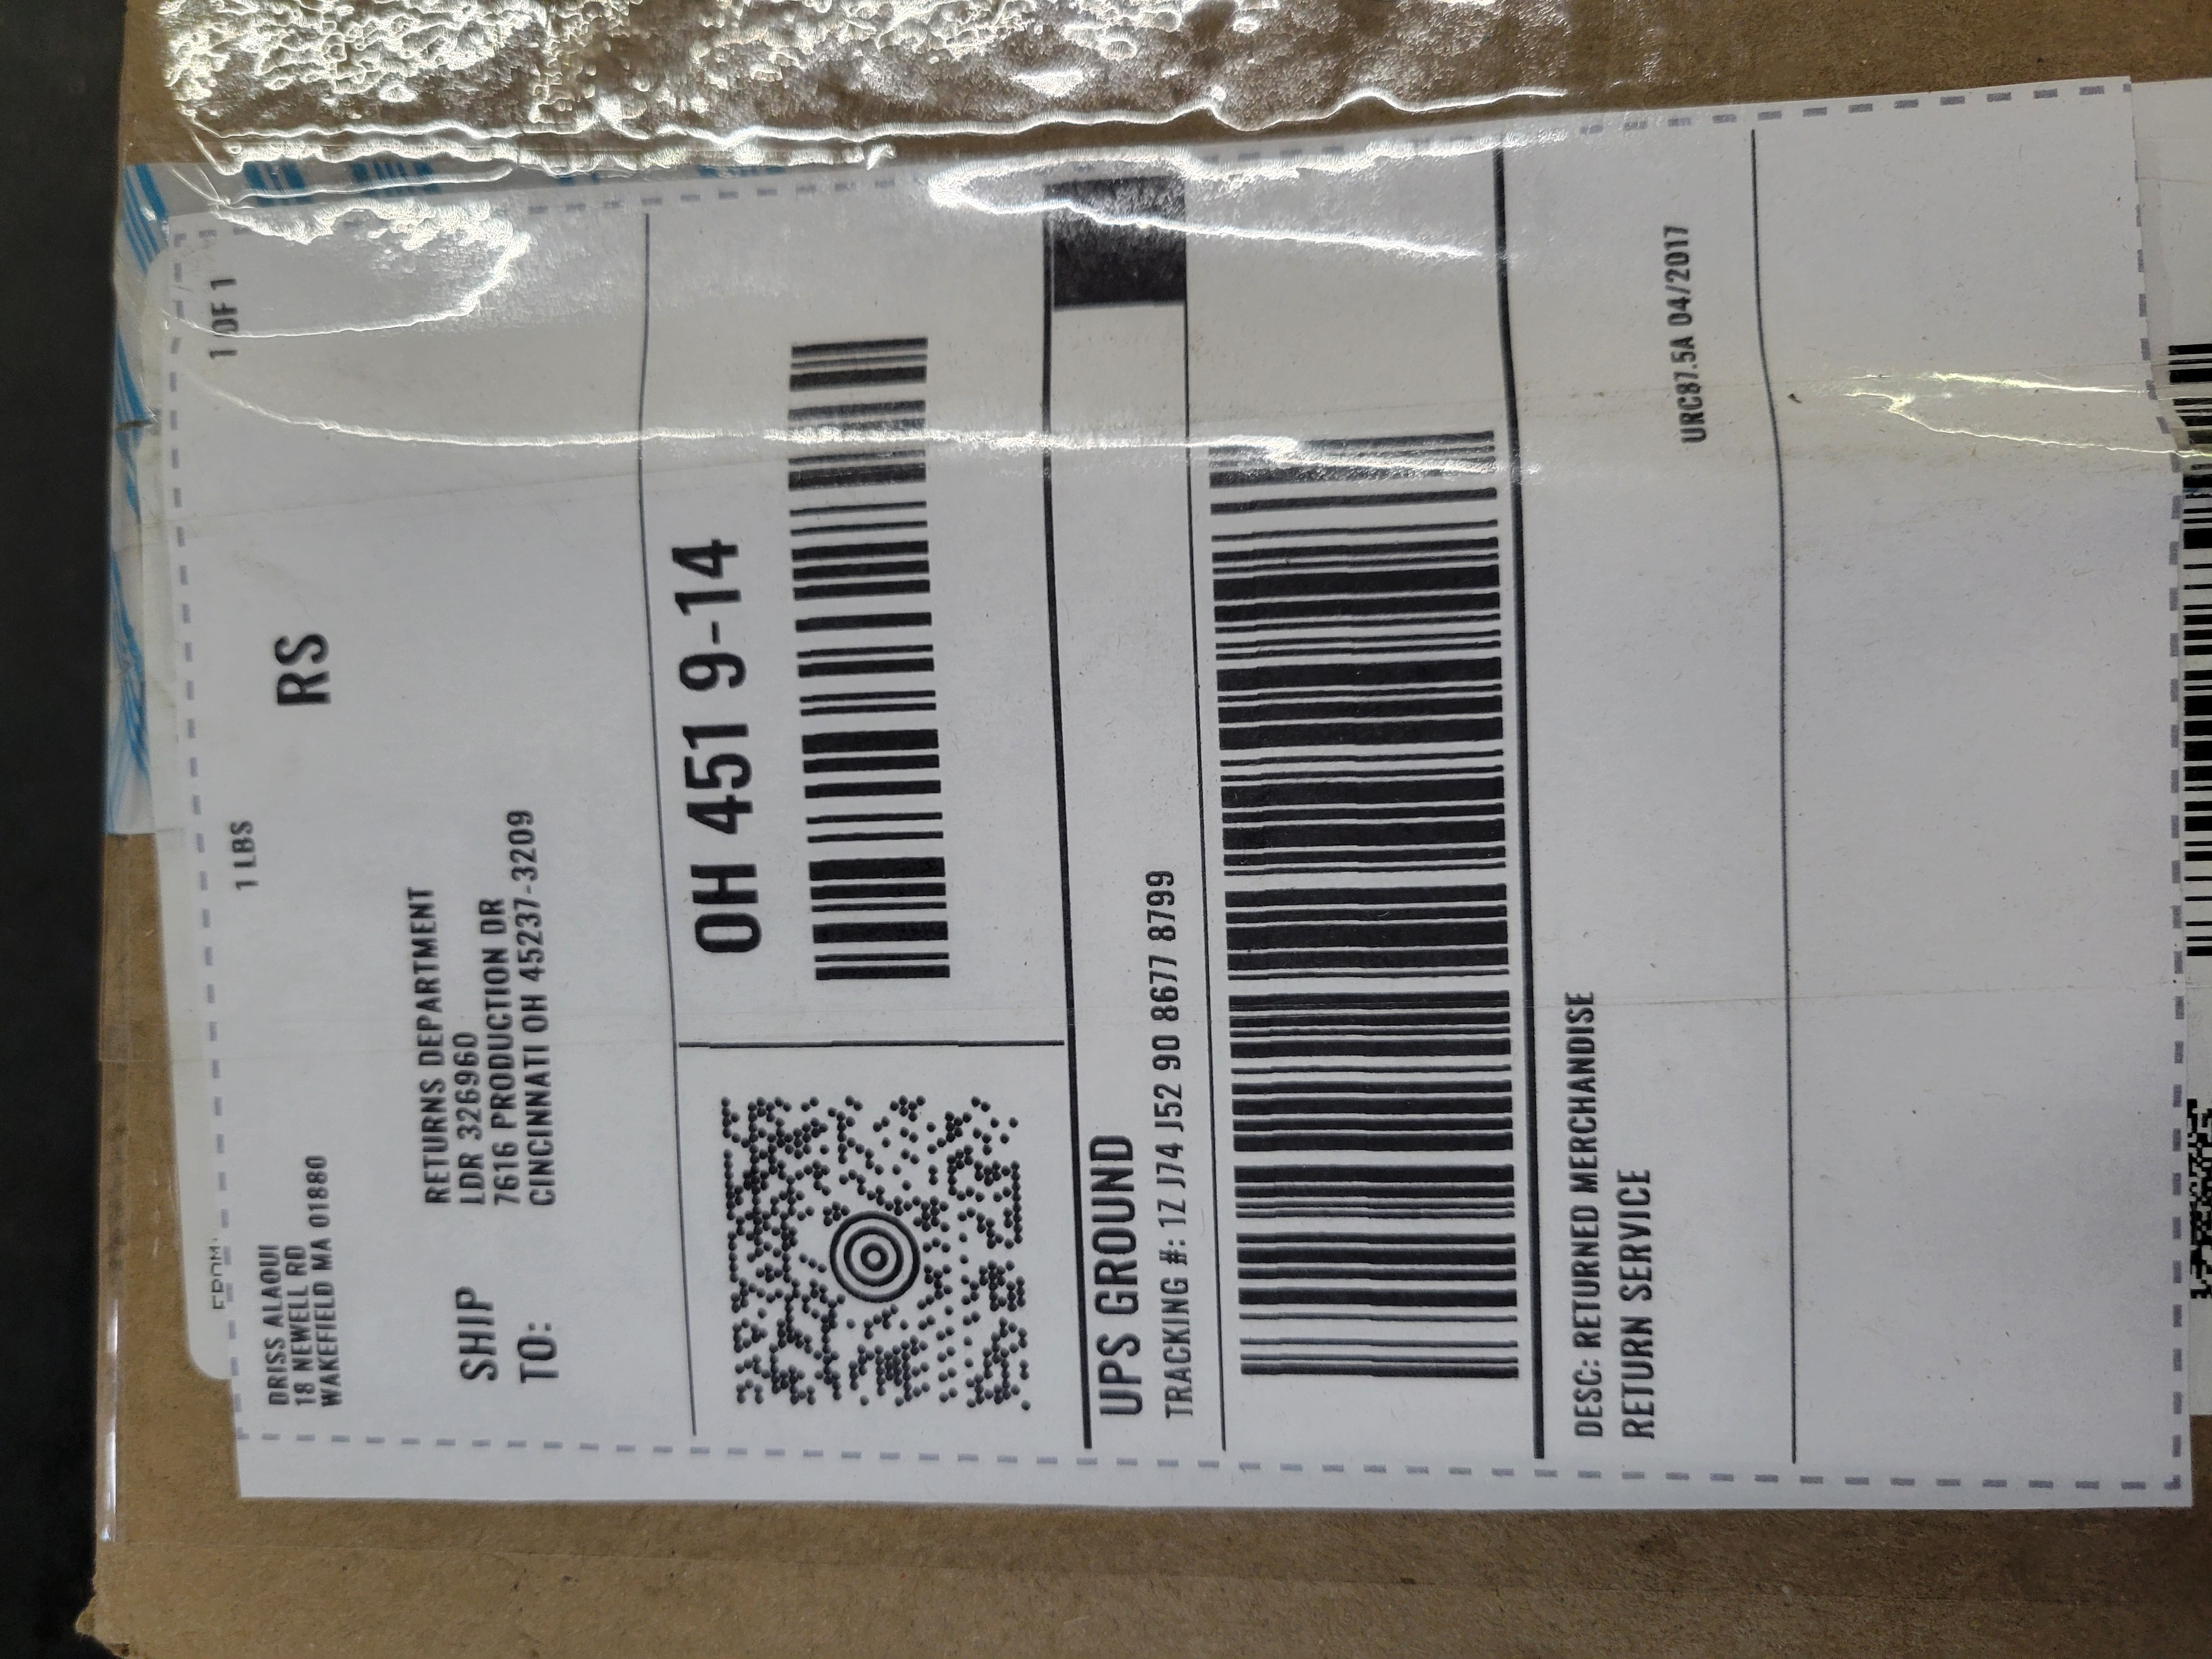 DRISS ALAOUI
18 NEWELL RD
WAKEFIELD MA 01880
1 LBS
1 OF 1
RS
SHIP
TO:
RETURNS DEPARTMENT
LDR 3269960
7616 PRODUCTION DR
CINCINNATI OH 45237-3209
OH 451 9-14
UPS GROUND
TRACKING #: 1Z J74 J52 90 8677 8799
DESC: RETURNED MERCHANDISE
RETURN SERVICE
URC87.5A 04/2017